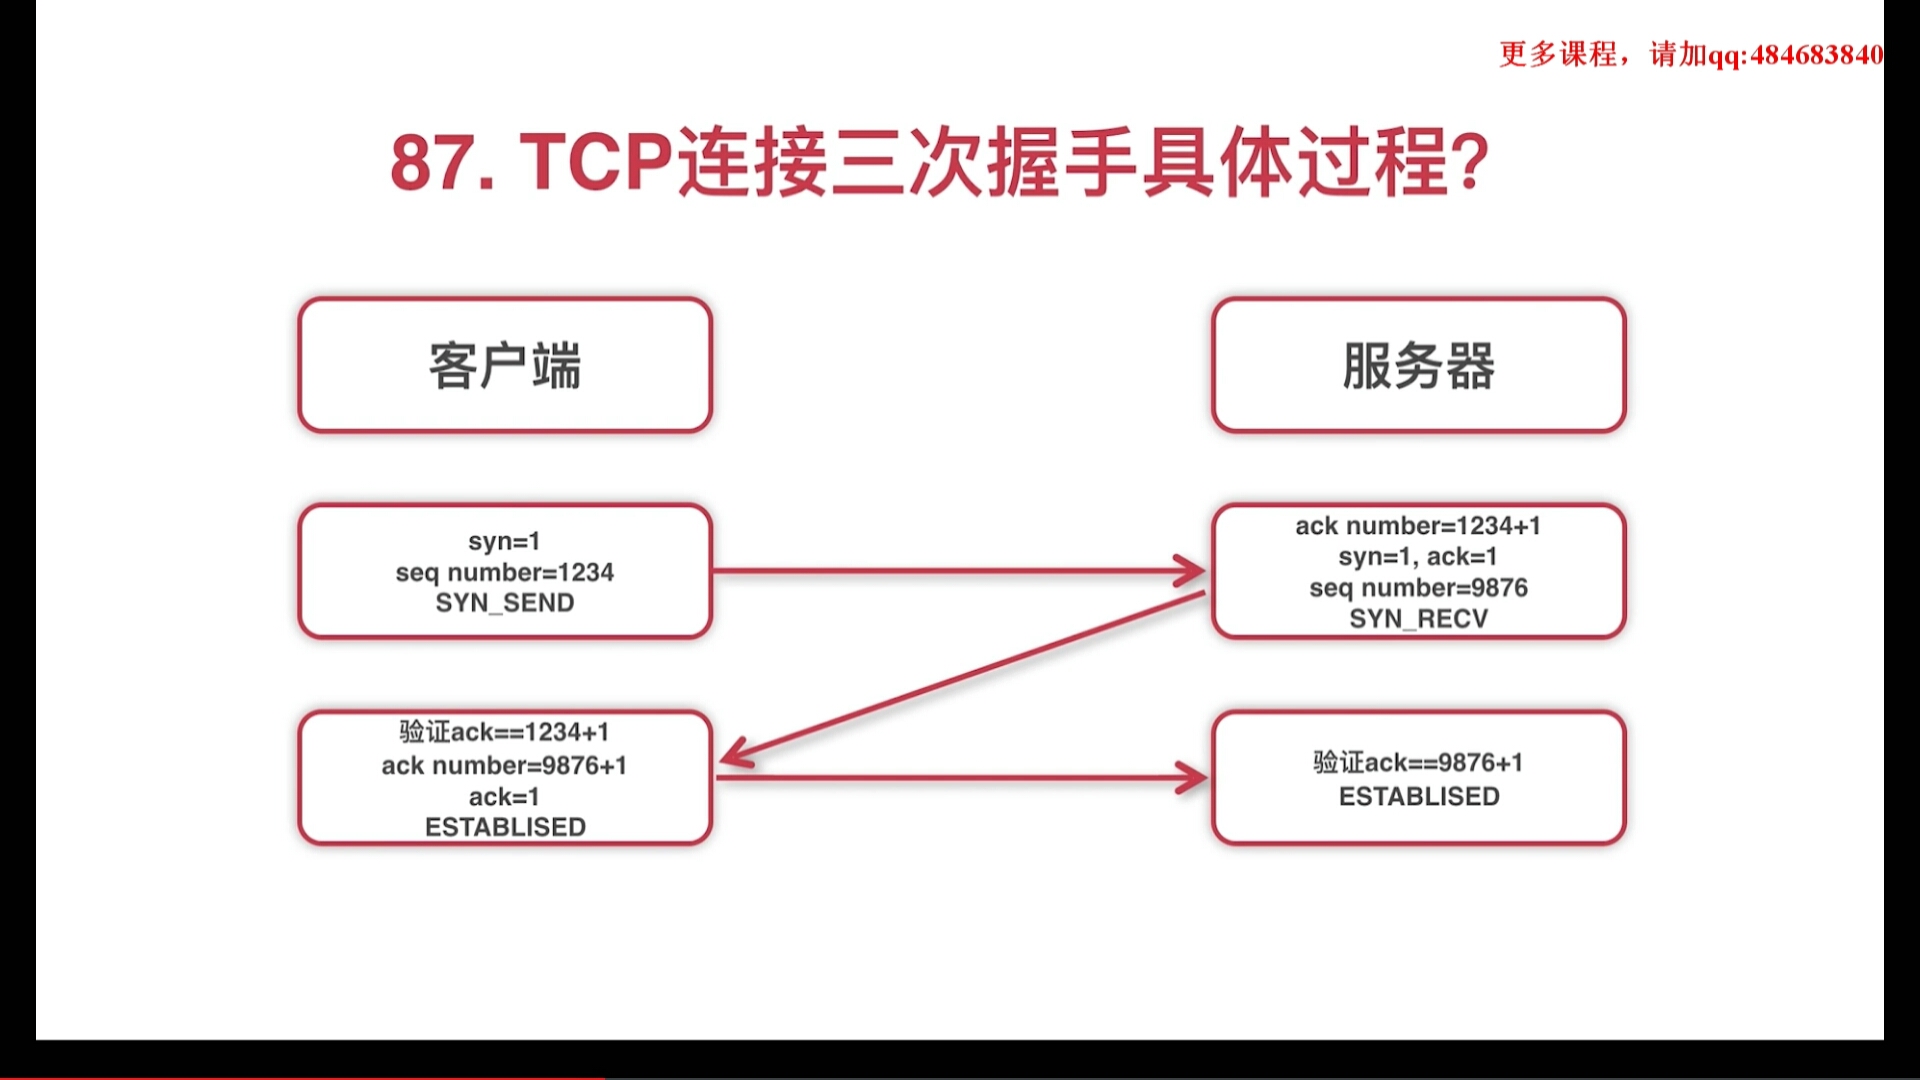 更多课程，请加qq:484683840
87. TCP连接三次握手具体过程?
客户端
服务器
syn=1
seq number=1234
SYN_SEND
ack number=1234+1
syn=1, ack=1
seq number=9876
SYN_RECV
验证ack==1234+1
ack number=9876+1
ack=1
ESTABLISED
验证ack==9876+1
ESTABLISED